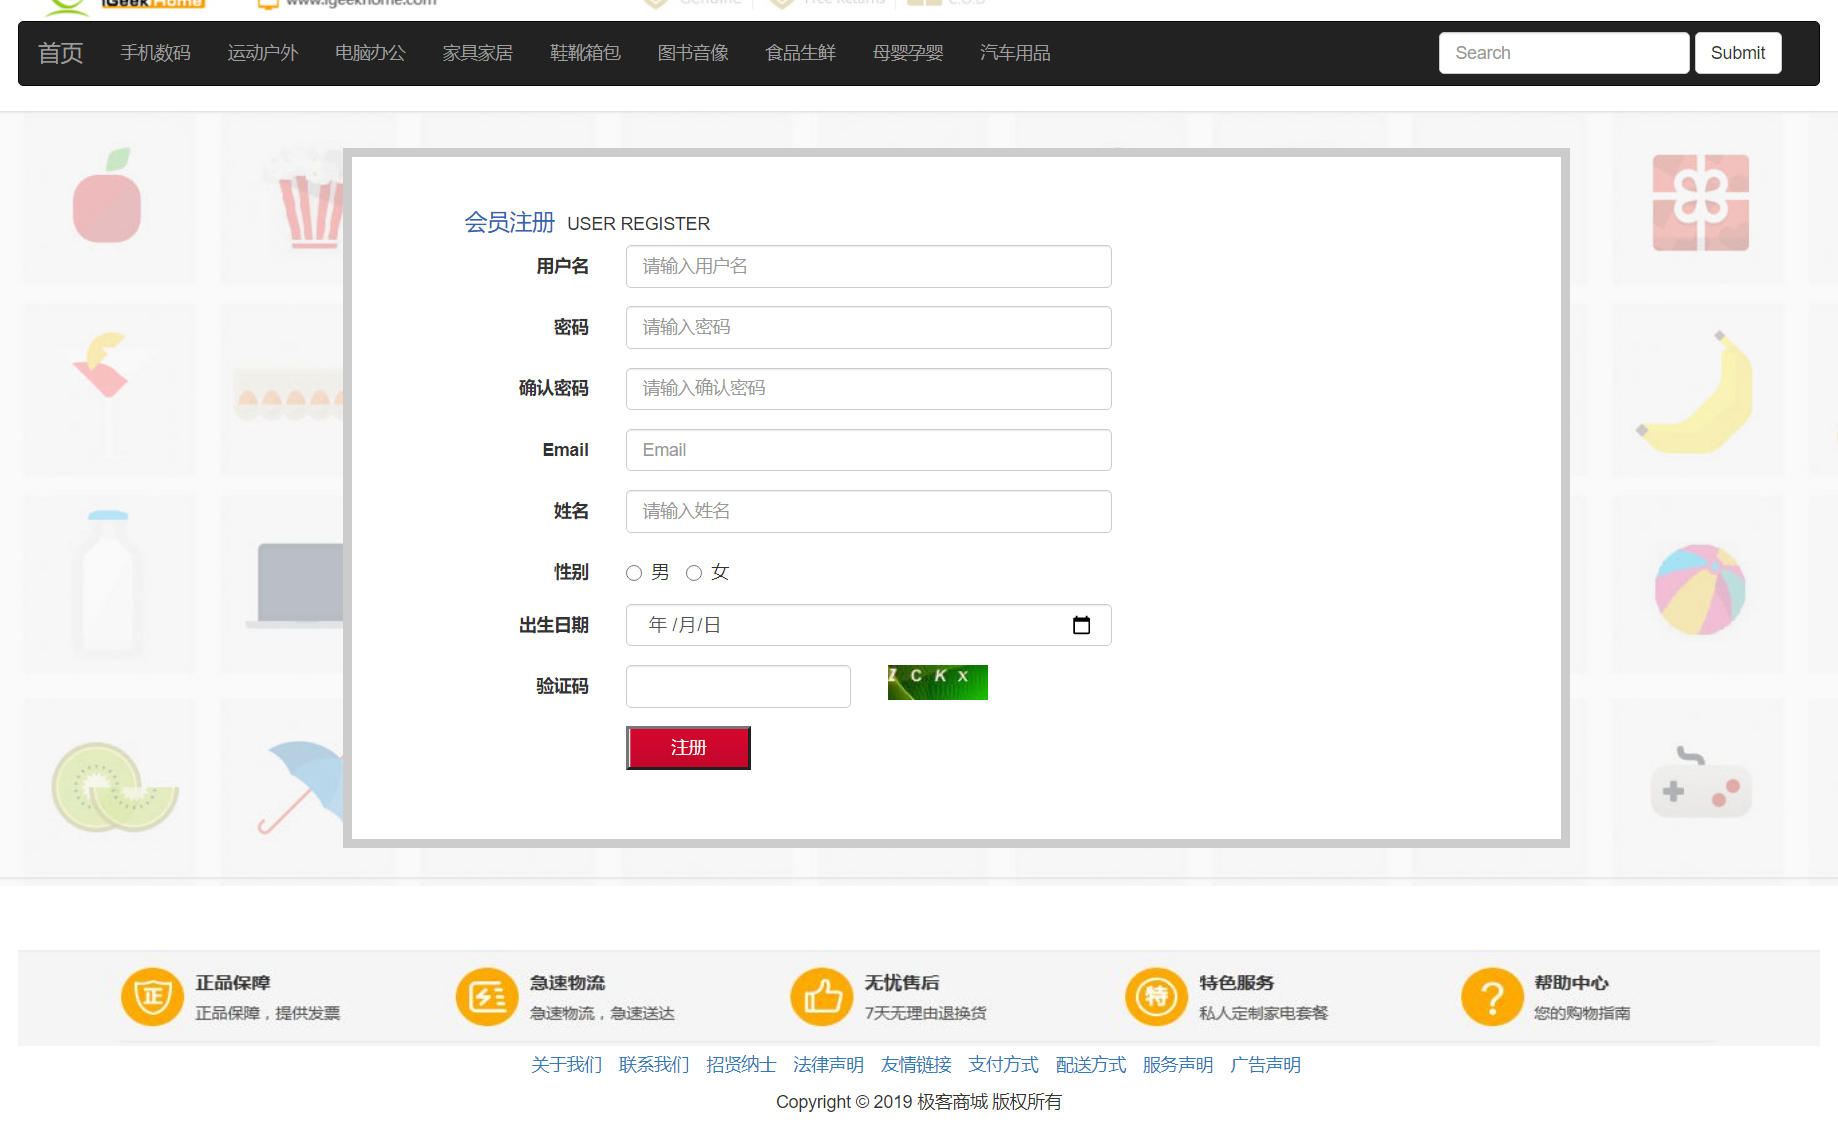 iGeek Home www.igeekhome.com Genuine Free Returns C.O.D
首页 手机数码 运动户外 电脑办公 家具家居 鞋靴箱包 图书音像 食品生鲜 母婴孕婴 汽车用品 Search Submit
会员注册 USER REGISTER
用户名 请输入用户名
密码 请输入密码
确认密码 请输入确认密码
Email Email
姓名 请输入姓名
性别 男 女
出生日期 年 /月/日
验证码 Z C K X
注册
正品保障 急速物流 无忧售后 特色服务 帮助中心
正 特 ?
正品保障，提供发票 急速物流，急速送达 7天无理由退换货 私人定制家电套餐 您的购物指南
关于我们 联系我们 招贤纳士 法律声明 友情链接 支付方式 配送方式 服务声明 广告声明
Copyright © 2019 极客商城 版权所有